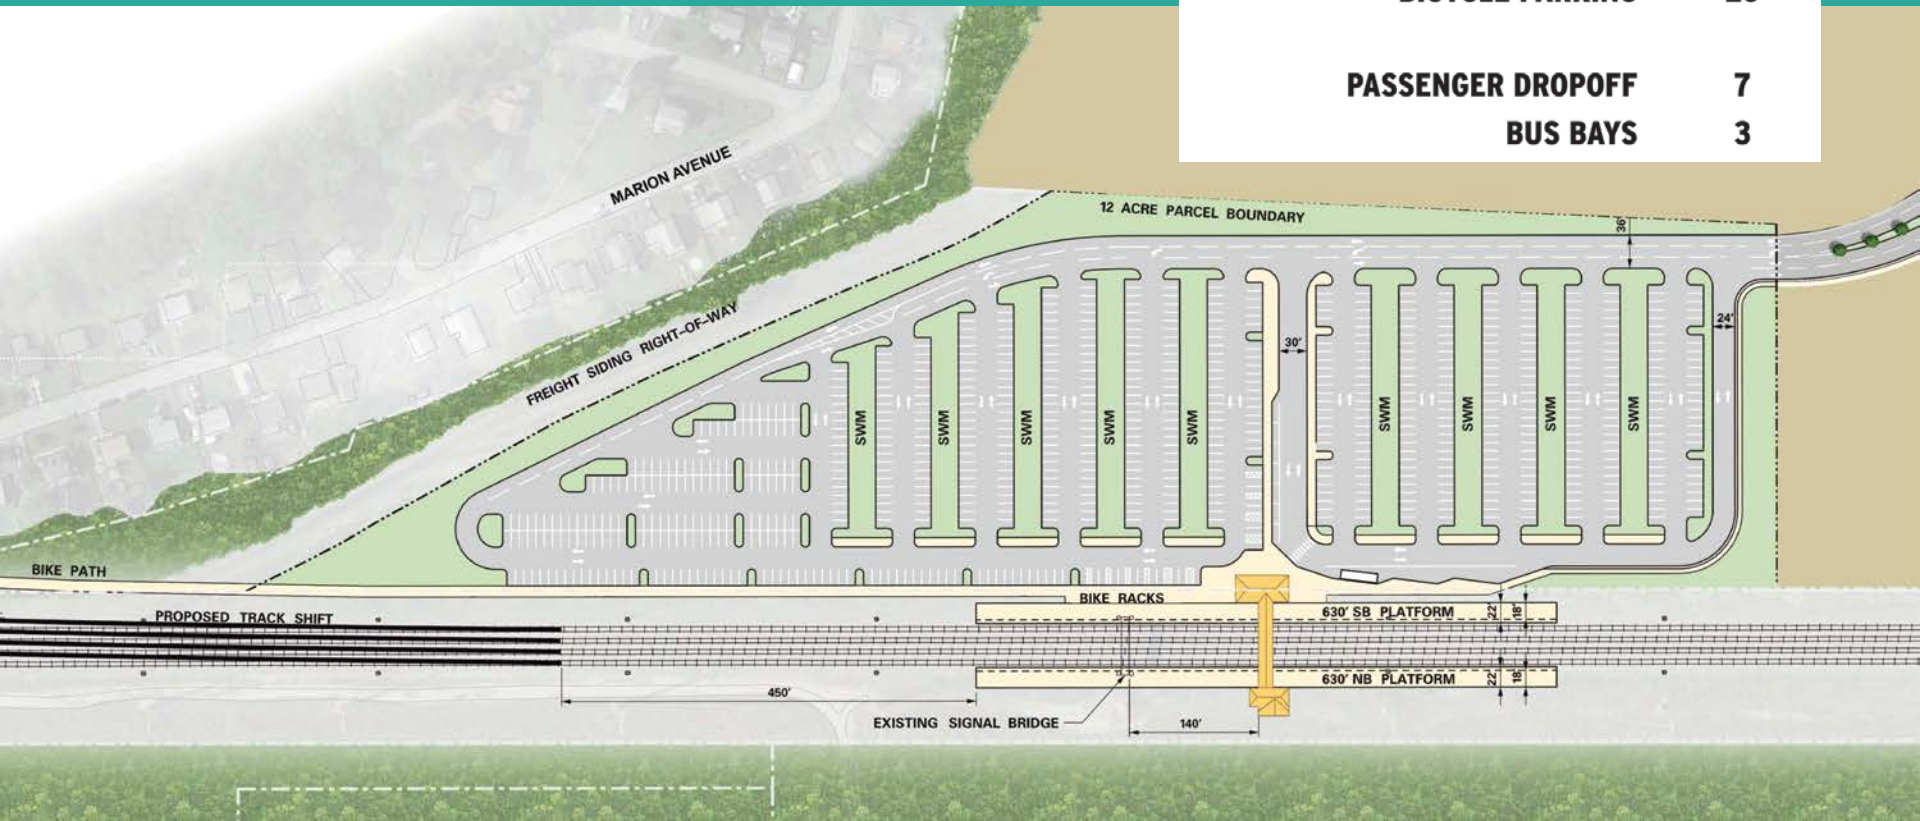 PASSENGER DROPOFF 7
BUS BAYS 3
MARION AVENUE
12 ACRE PARCEL BOUNDARY
36'
FREIGHT SIDING RIGHT-OF-WAY
24'
30'
SWM
SWM
SWM
SWM
SWM
SWM
SWM
SWM
SWM
BIKE PATH
BIKE RACKS
PROPOSED TRACK SHIFT
630' SB PLATFORM
22'
18'
630' NB PLATFORM
22'
18'
450'
EXISTING SIGNAL BRIDGE
140'